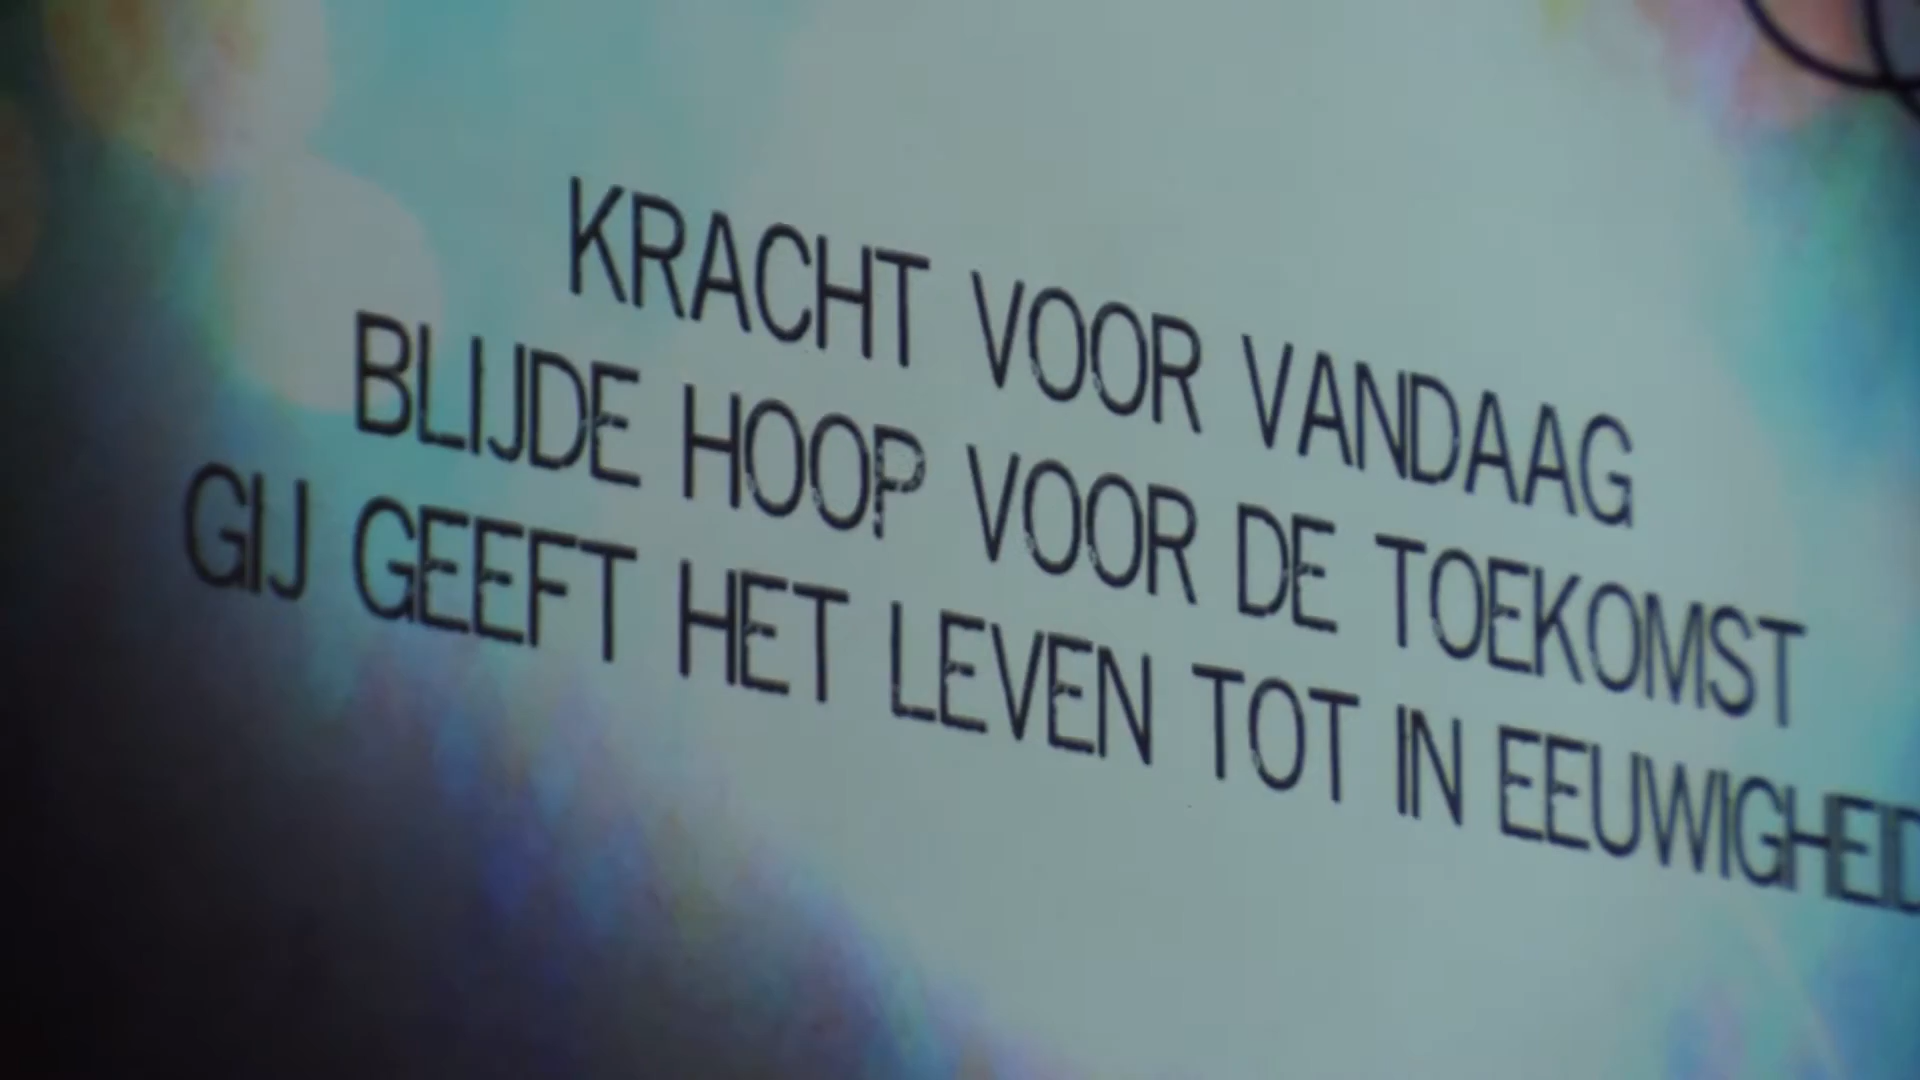 KRACHT VOOR VANDAAG
BLIJDE HOOP VOOR DE TOEKOMST
GIJ GEEFT HET LEVEN TOT IN EEUWIGHEID